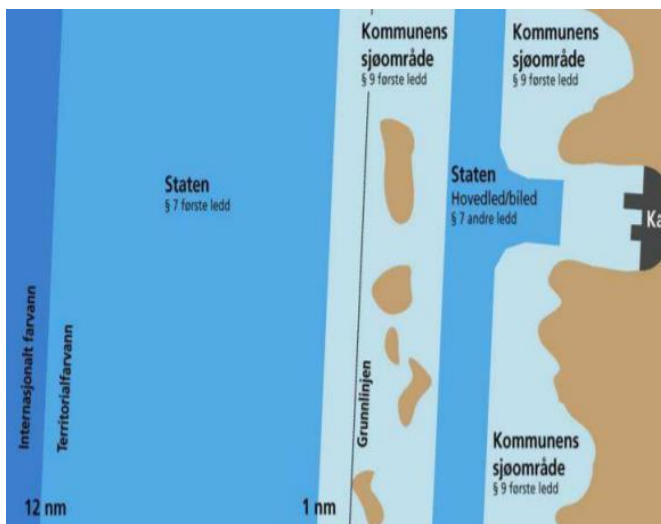 Kommunens
sjøområde
§ 9 første ledd
Kommunens
sjøområde
§ 9 første ledd
Staten
§ 7 første ledd
Staten
Hovedled/biled
§ 7 andre ledd
Ka
Internasjonalt farvann
Territorialfarvann
Grunnlinjen
Kommunens
sjøområde
§ 9 første ledd
12 nm
1 nm